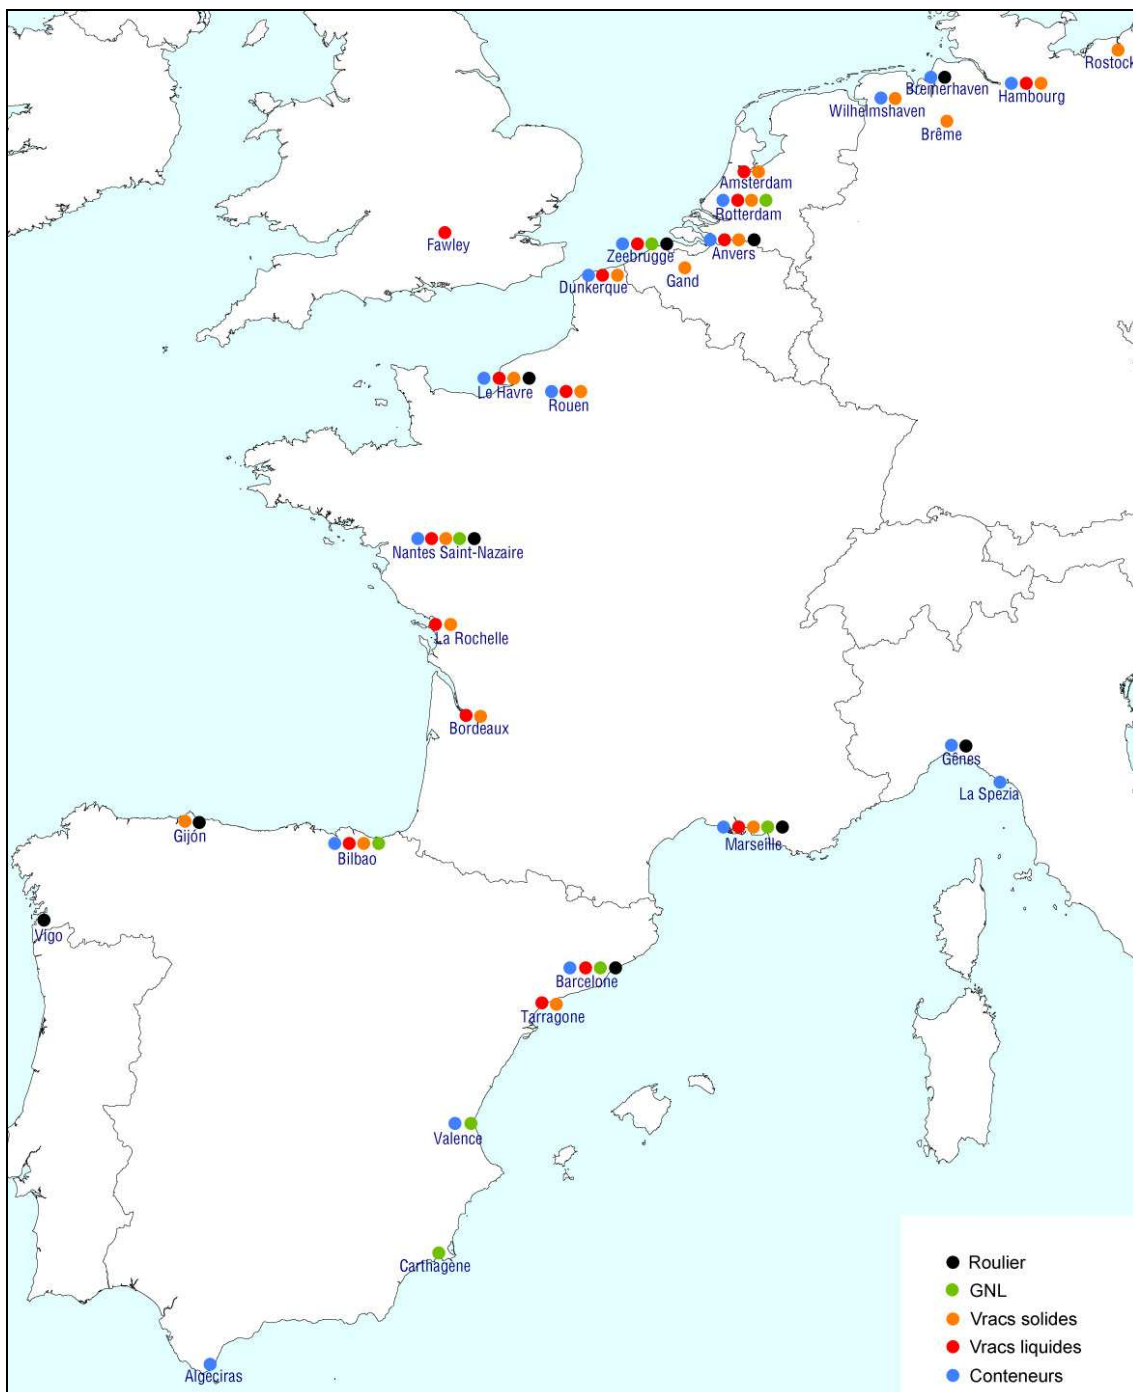 Rostock
Bremerhaven
Hambourg
Wilhelmshaven
Brême
Amsterdam
Rotterdam
Fawley
Zeebrugge
Anvers
Gand
Dunkerque
Le Havre
Rouen
Nantes Saint-Nazaire
La Rochelle
Bordeaux
Gênes
La Spezia
Gijón
Marseille
Bilbao
Vigo
Barcelone
Tarragone
Valence
Carthagène
Algeciras
Roulier
GNL
Vracs solides
Vracs liquides
Conteneurs